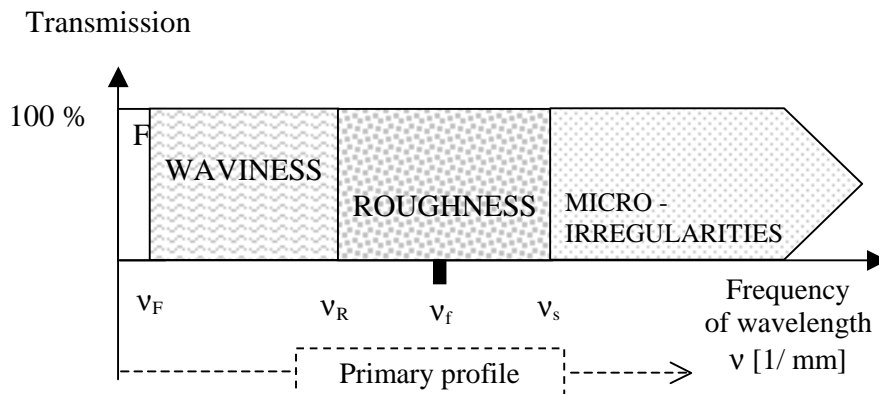 Transmission
100 %
F
WAVINESS
ROUGHNESS
MICRO -
IRREGULARITIES
νF
νR
νf
νs
Frequency
of wavelength
ν [1/ mm]
Primary profile